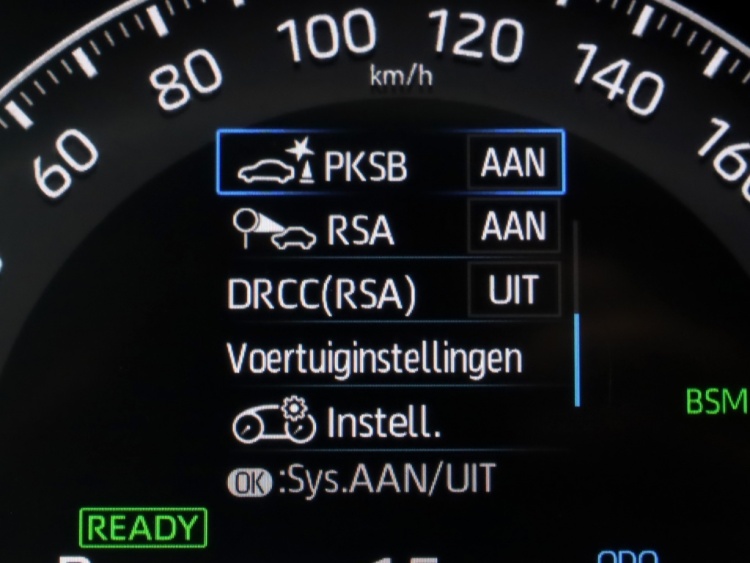 100 120
80 140
km/h
60 160
PKSB AAN
RSA AAN
DRCC(RSA) UIT
Voertuiginstellingen
BSM
Instell.
OK :Sys.AAN/UIT
READY